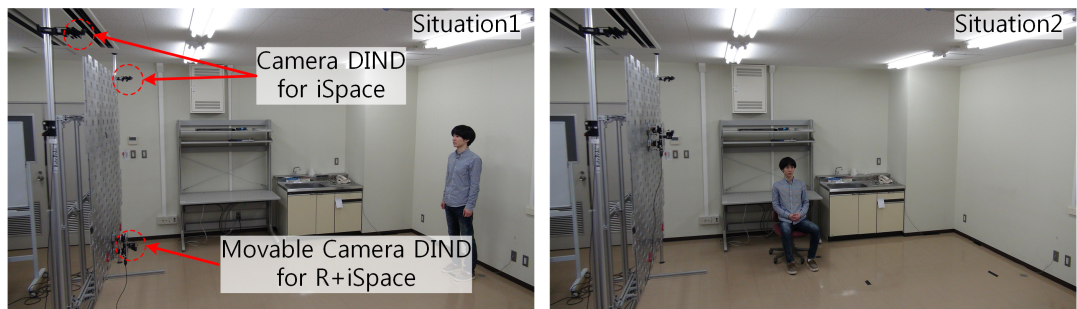 Situation1
Camera DIND
for iSpace
Movable Camera DIND
for R+iSpace
Situation2